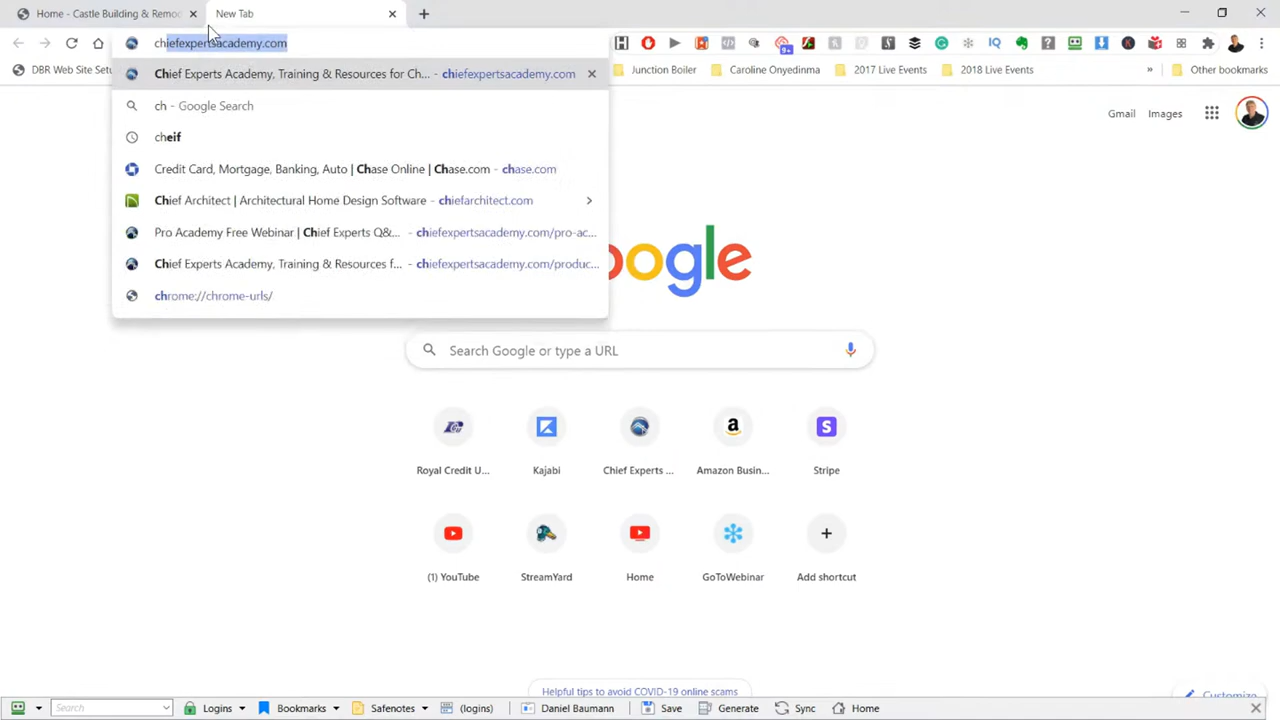 Home - Castle Building & Remod
New Tab
chiefexpertsacademy.com
Chief Experts Academy, Training & Resources for Ch... - chiefexpertsacademy.com
ch - Google Search
cheif
Credit Card, Mortgage, Banking, Auto | Chase Online | Chase.com - chase.com
Chief Architect | Architectural Home Design Software - chiefarchitect.com
Pro Academy Free Webinar | Chief Experts Q&... - chiefexpertsacademy.com/pro-ac...
Chief Experts Academy, Training & Resources f... - chiefexpertsacademy.com/produc...
chrome://chrome-urls/
9+
DBR Web Site Setu
Junction Boiler
Caroline Onyedinma
2017 Live Events
2018 Live Events
»
Other bookmarks
Gmail
Images
ogle
Search Google or type a URL
Royal Credit U...
Kajabi
Chief Experts ...
Amazon Busin...
Stripe
(1) YouTube
StreamYard
Home
GoToWebinar
Add shortcut
Helpful tips to avoid COVID-19 online scams
Customize
Search
Logins
Bookmarks
Safenotes
(logins)
Daniel Baumann
Save
Generate
Sync
Home